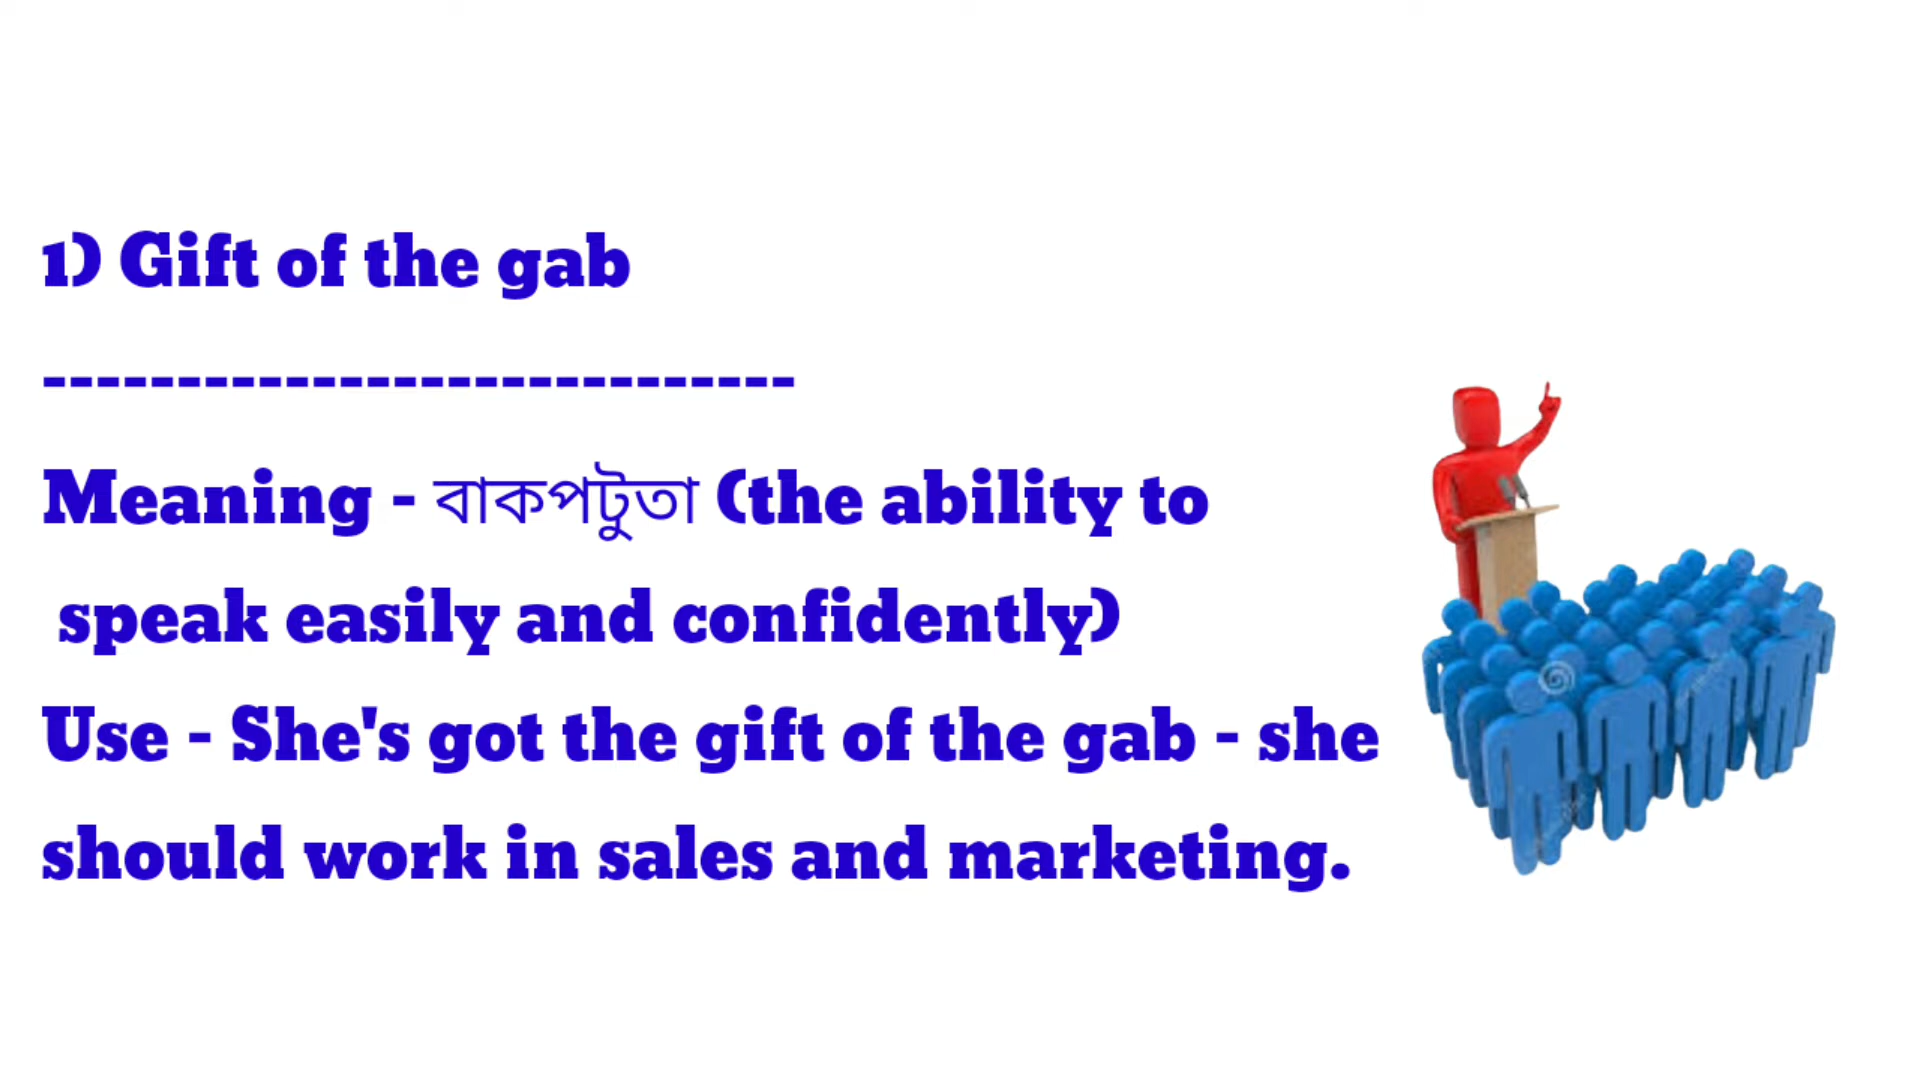 1) Gift of the gab
----------------------------
Meaning - বাকপটুতা (the ability to
speak easily and confidently)
Use - She's got the gift of the gab - she
should work in sales and marketing.